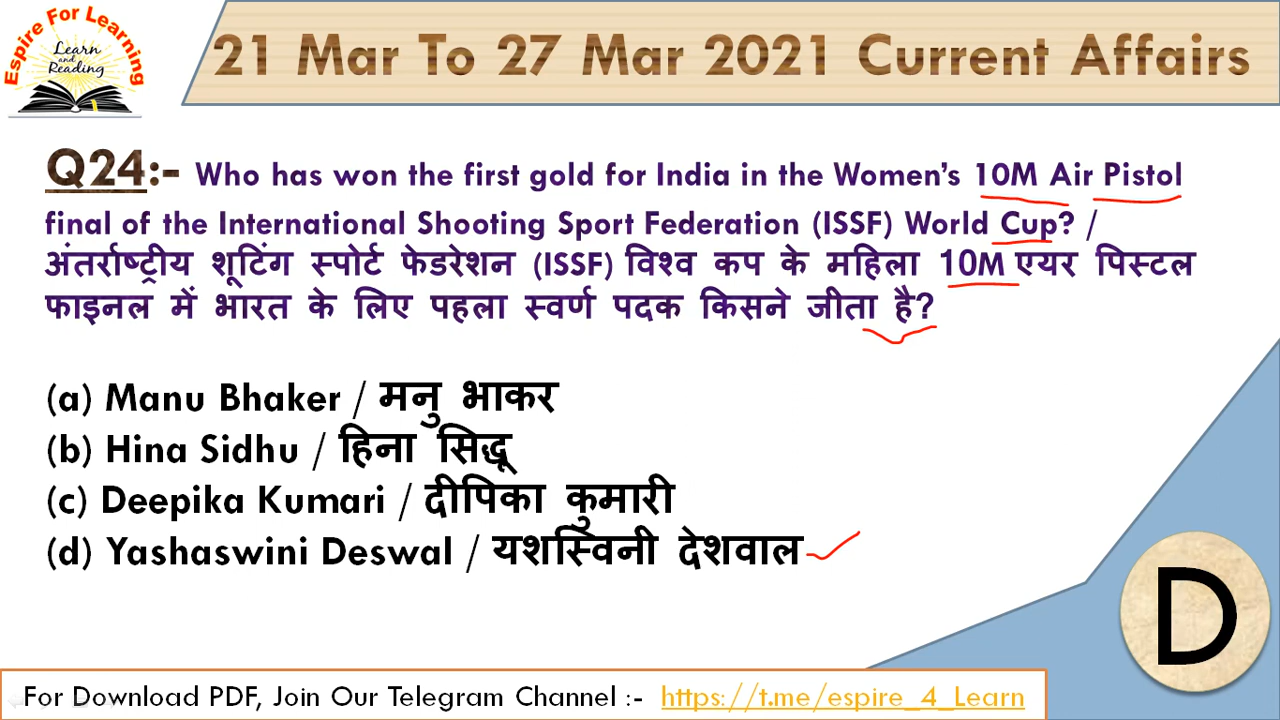 Espire For Learning
Learn
and
Reading
21 Mar To 27 Mar 2021 Current Affairs
Q24:- Who has won the first gold for India in the Women's 10M Air Pistol
final of the International Shooting Sport Federation (ISSF) World Cup? /
अंतर्राष्ट्रीय शूटिंग स्पोर्ट फेडरेशन (ISSF) विश्व कप के महिला 10M एयर पिस्टल
फाइनल में भारत के लिए पहला स्वर्ण पदक किसने जीता है?
(a) Manu Bhaker / मनु भाकर
(b) Hina Sidhu / हिना सिद्धू
(c) Deepika Kumari / दीपिका कुमारी
(d) Yashaswini Deswal / यशस्विनी देशवाल
D
For Download PDF, Join Our Telegram Channel :- https://t.me/espire_4_Learn